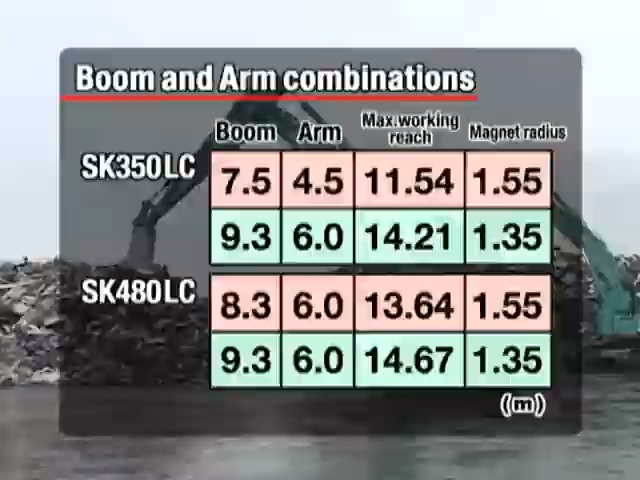 Boom and Arm combinations
Boom Arm Max.working reach Magnet radius
SK350LC 7.5 4.5 11.54 1.55
9.3 6.0 14.21 1.35
SK480LC 8.3 6.0 13.64 1.55
9.3 6.0 14.67 1.35
(m)